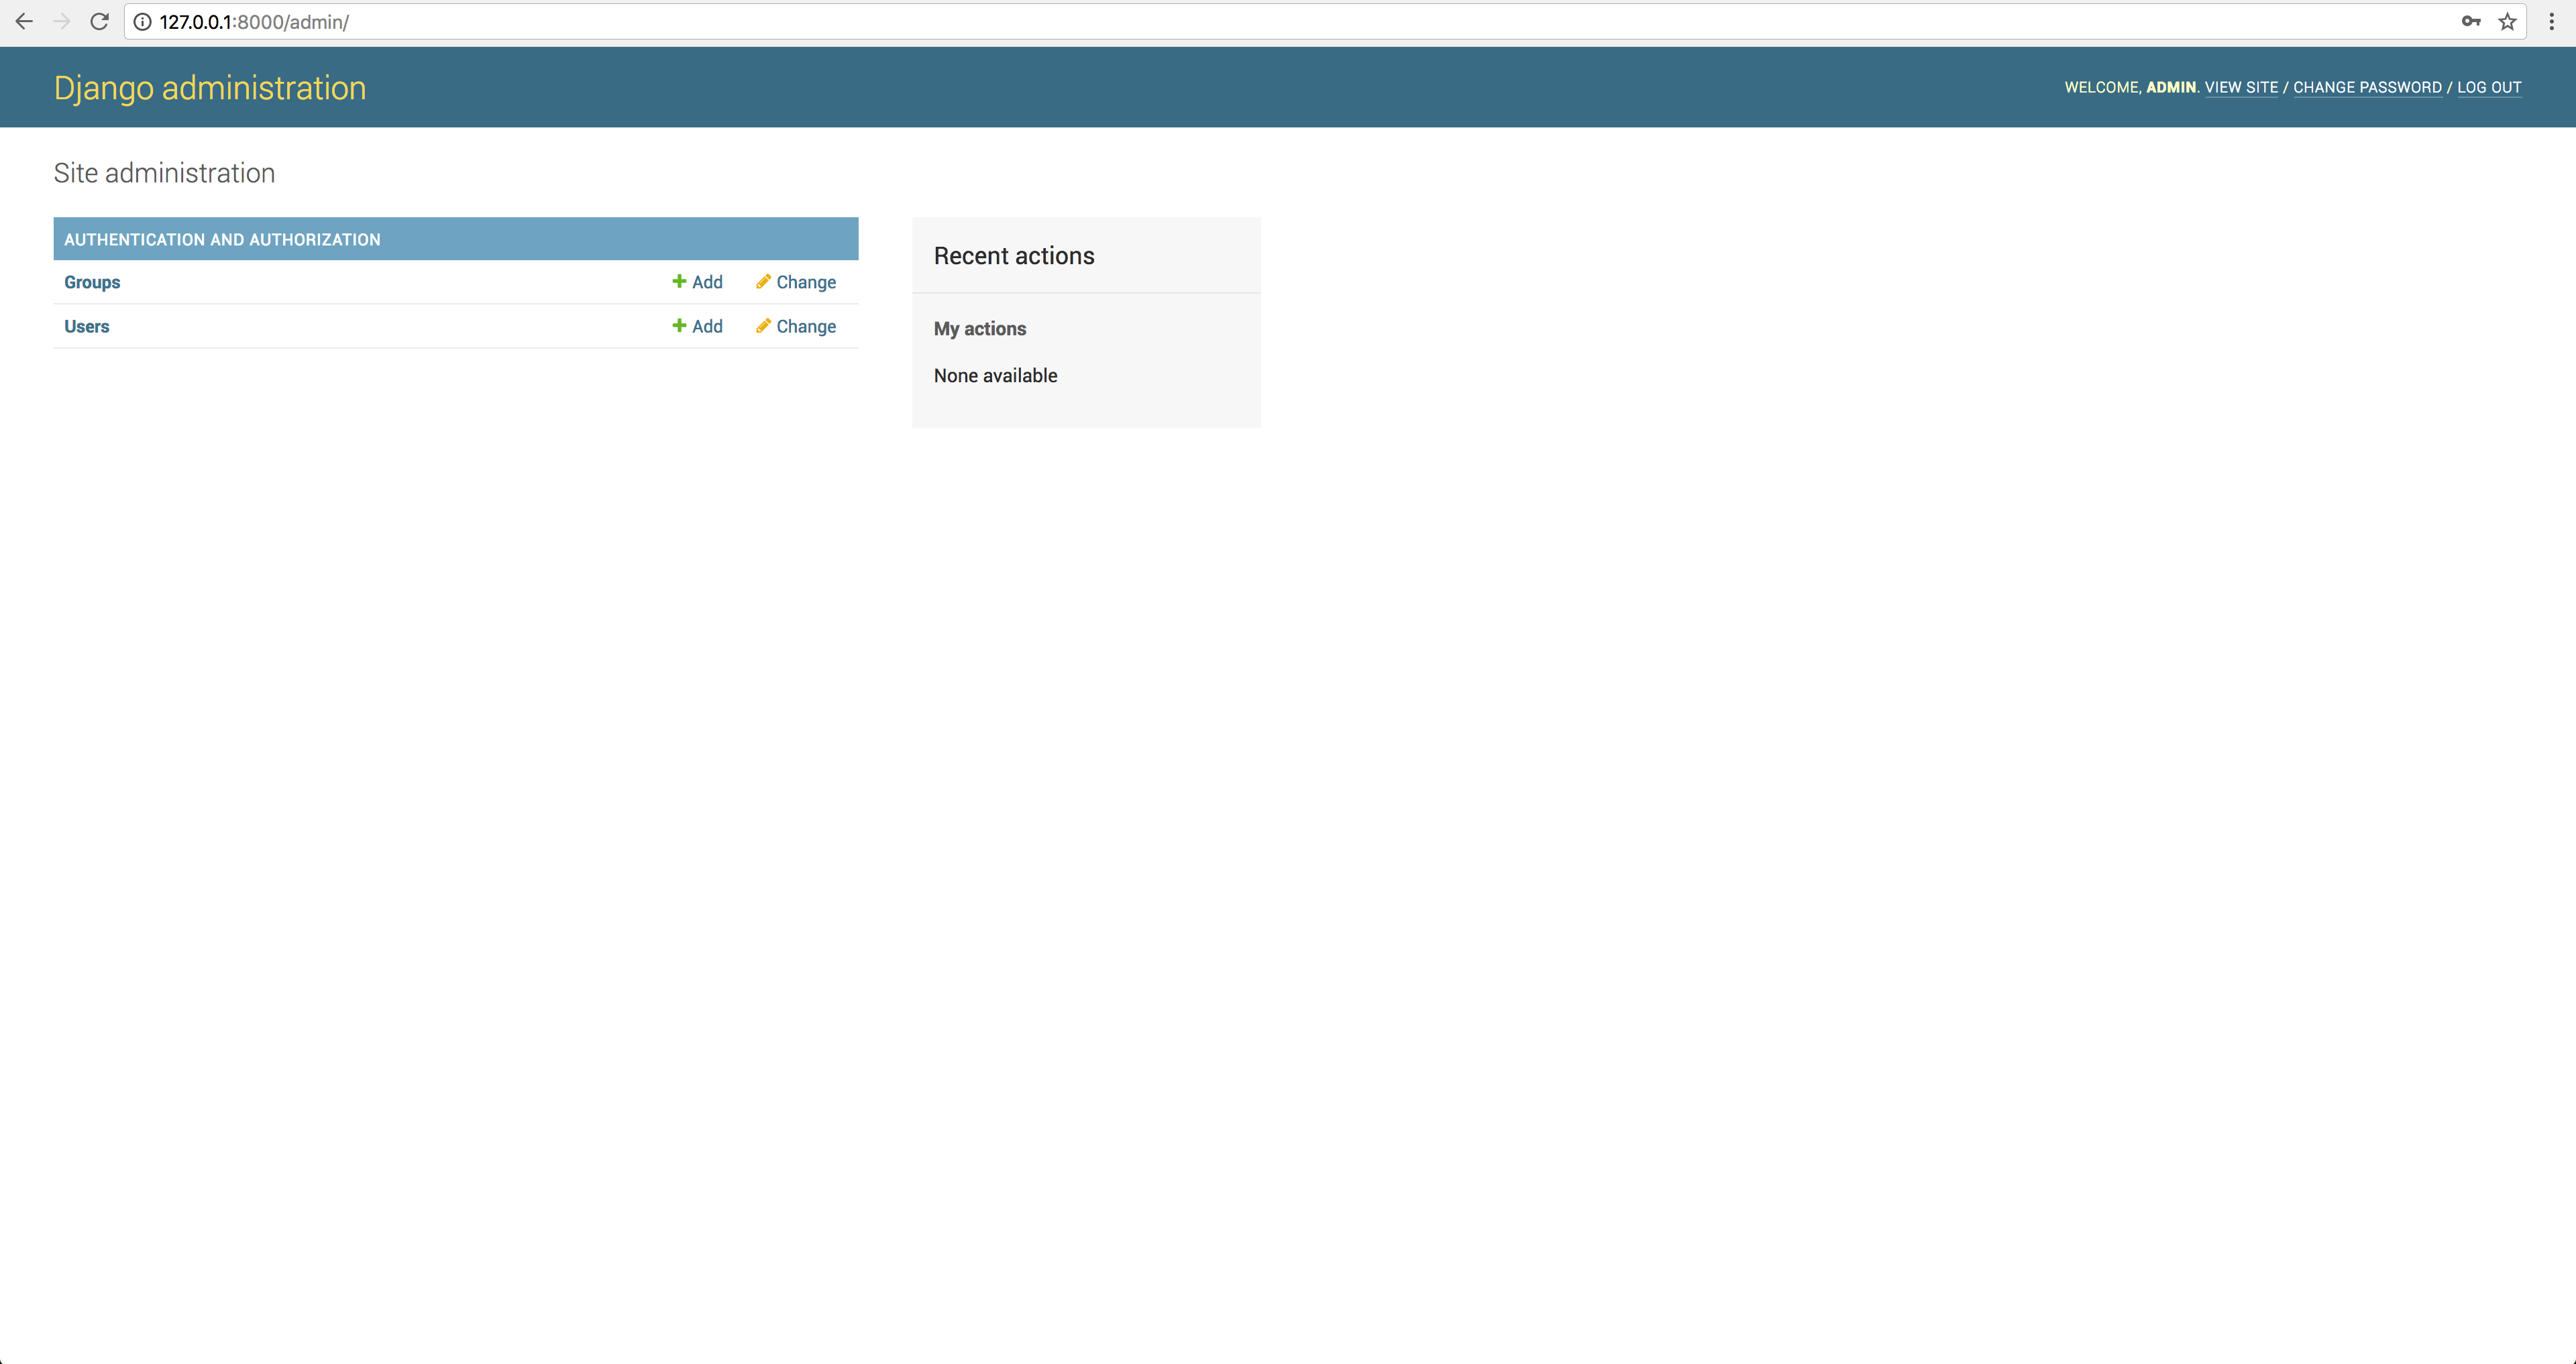 127.0.0.1:8000/admin/
Django administration
WELCOME, ADMIN. VIEW SITE / CHANGE PASSWORD / LOG OUT
Site administration
AUTHENTICATION AND AUTHORIZATION
Groups Add Change
Users Add Change
Recent actions
My actions
None available